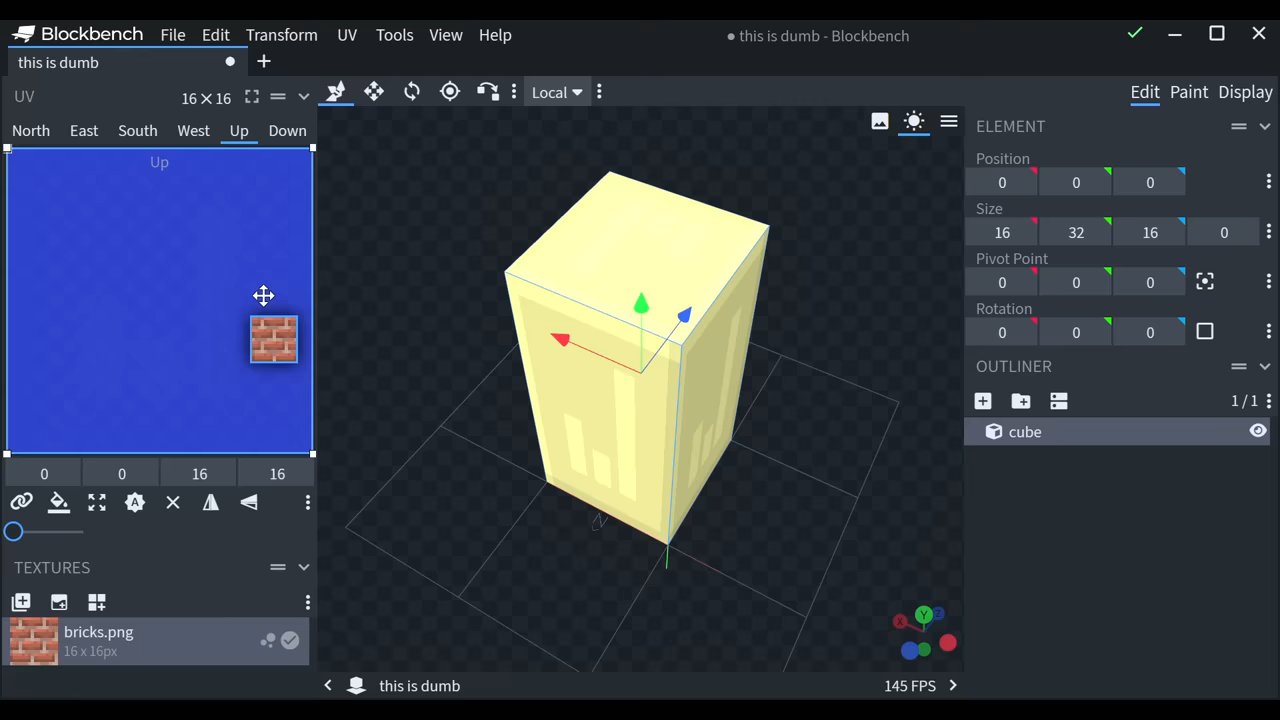 Blockbench File Edit Transform UV Tools View Help
● this is dumb - Blockbench
this is dumb
UV 16 × 16
Local
Edit Paint Display
North East South West Up Down
Up
0 0 16 16
TEXTURES
bricks.png
16 x 16px
N
X Y Z
this is dumb 145 FPS
ELEMENT
Position
0 0 0
Size
16 32 16 0
Pivot Point
0 0 0
Rotation
0 0 0
OUTLINER
1 / 1
cube